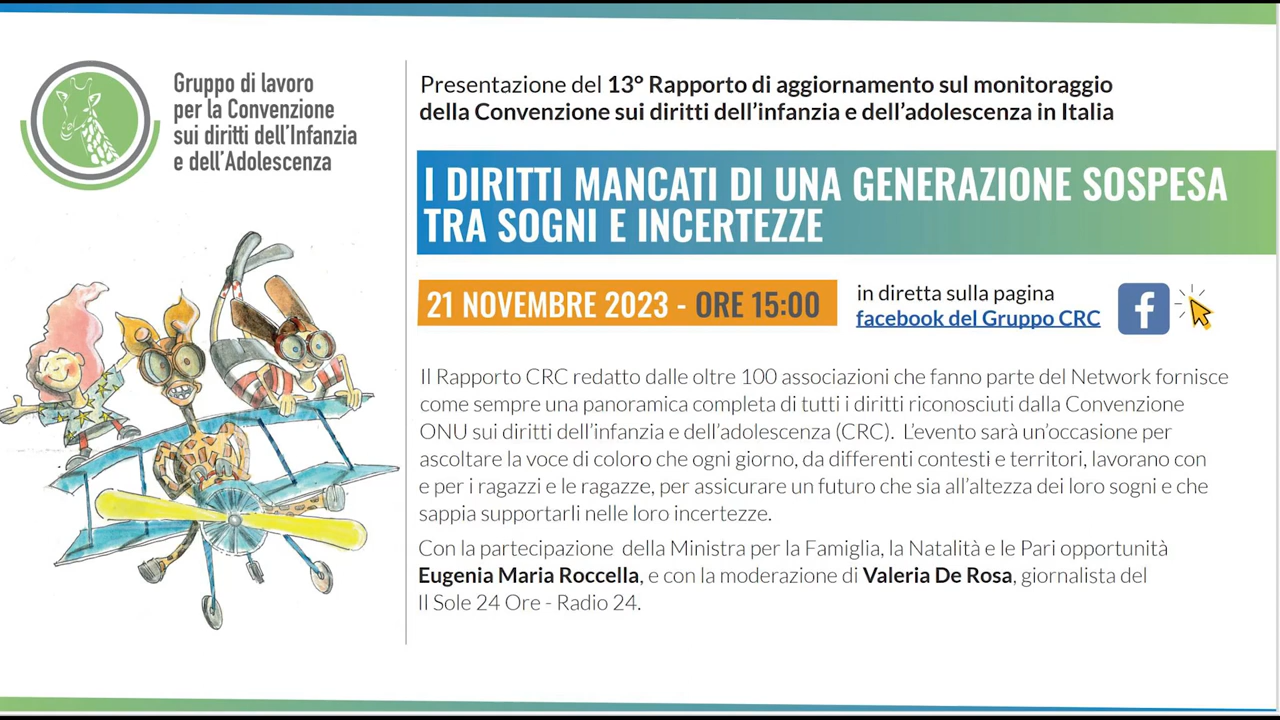 Gruppo di lavoro
per la Convenzione
sui diritti dell'Infanzia
e dell'Adolescenza
Presentazione del 13° Rapporto di aggiornamento sul monitoraggio
della Convenzione sui diritti dell'infanzia e dell'adolescenza in Italia
I DIRITTI MANCATI DI UNA GENERAZIONE SOSPESA
TRA SOGNI E INCERTEZZE
21 NOVEMBRE 2023 - ORE 15:00
in diretta sulla pagina
facebook del Gruppo CRC
Il Rapporto CRC redatto dalle oltre 100 associazioni che fanno parte del Network fornisce
come sempre una panoramica completa di tutti i diritti riconosciuti dalla Convenzione
ONU sui diritti dell'infanzia e dell'adolescenza (CRC). L'evento sarà un'occasione per
ascoltare la voce di coloro che ogni giorno, da differenti contesti e territori, lavorano con
e per i ragazzi e le ragazze, per assicurare un futuro che sia all'altezza dei loro sogni e che
sappia supportarli nelle loro incertezze.
Con la partecipazione della Ministra per la Famiglia, la Natalità e le Pari opportunità
Eugenia Maria Roccella, e con la moderazione di Valeria De Rosa, giornalista del
Il Sole 24 Ore - Radio 24.